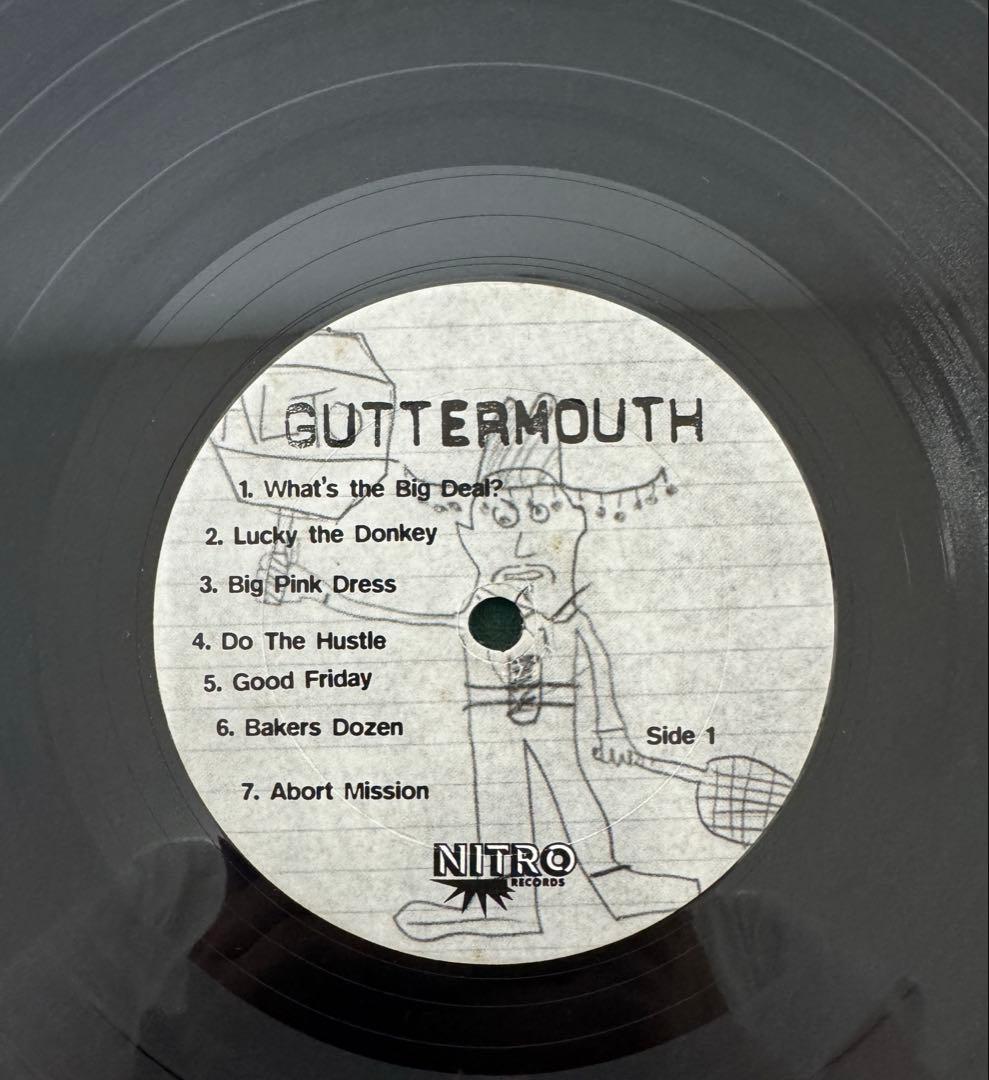 ALTO
GUTTERMOUTH
1. What's the Big Deal?
2. Lucky the Donkey
3. Big Pink Dress
4. Do The Hustle
5. Good Friday
6. Bakers Dozen
Side 1
7. Abort Mission
NITRO
RECORDS